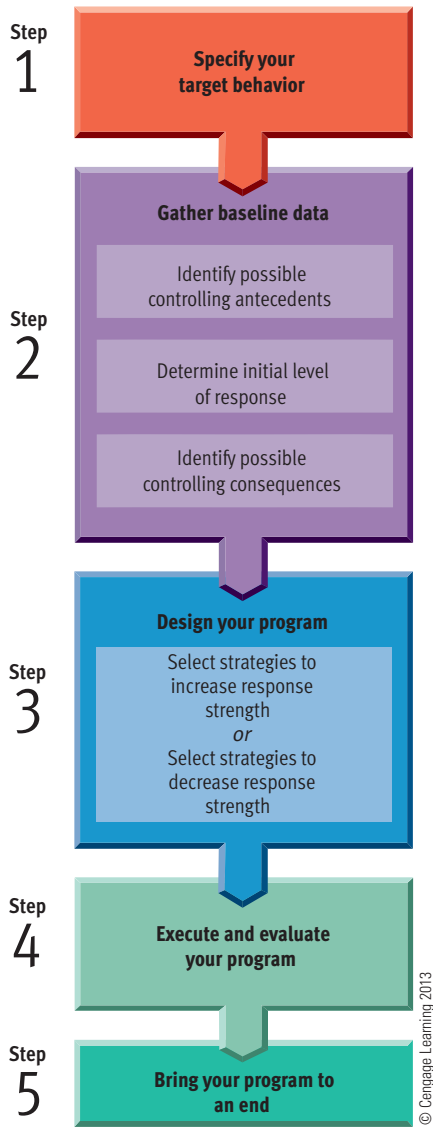 Step
1
Specify your
target behavior
Step
2
Gather baseline data
Identify possible
controlling antecedents
Determine initial level
of response
Identify possible
controlling consequences
Step
3
Design your program
Select strategies to
increase response
strength
or
Select strategies to
decrease response
strength
Step
4
Execute and evaluate
your program
Step
5
Bring your program to
an end
© Cengage Learning 2013